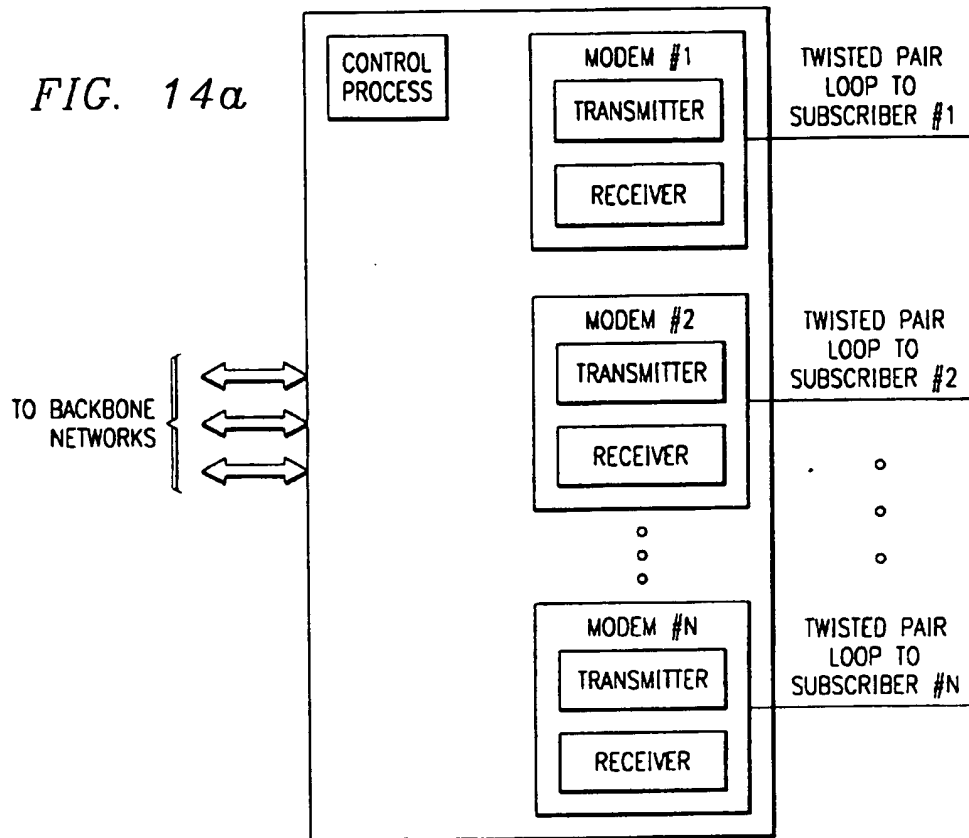 FIG. 14a
CONTROL
PROCESS
MODEM #1
TRANSMITTER
RECEIVER
TWISTED PAIR
LOOP TO
SUBSCRIBER #1
MODEM #2
TRANSMITTER
RECEIVER
TWISTED PAIR
LOOP TO
SUBSCRIBER #2
TO BACKBONE
NETWORKS
MODEM #N
TRANSMITTER
RECEIVER
TWISTED PAIR
LOOP TO
SUBSCRIBER #N